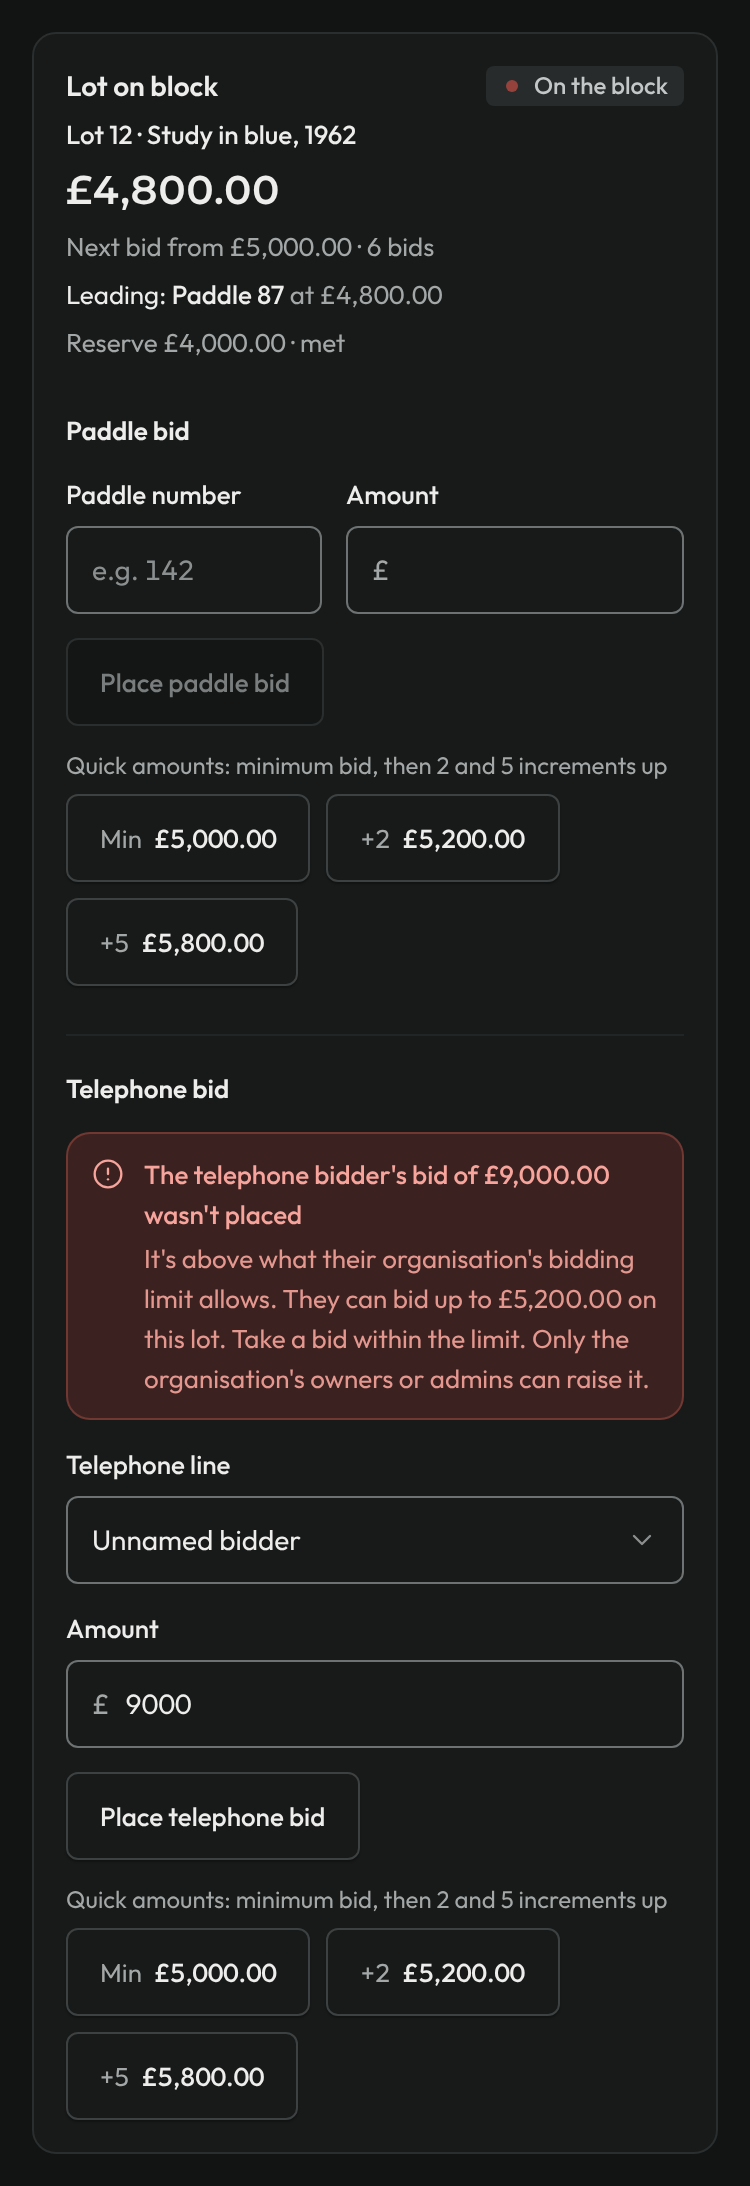 Lot on block
On the block
Lot 12 · Study in blue, 1962
£4,800.00
Next bid from £5,000.00 · 6 bids
Leading: Paddle 87 at £4,800.00
Reserve £4,000.00 · met
Paddle bid
Paddle number
Amount
e.g. 142
£
Place paddle bid
Quick amounts: minimum bid, then 2 and 5 increments up
Min £5,000.00
+2 £5,200.00
+5 £5,800.00
Telephone bid
The telephone bidder's bid of £9,000.00
wasn't placed
It's above what their organisation's bidding
limit allows. They can bid up to £5,200.00 on
this lot. Take a bid within the limit. Only the
organisation's owners or admins can raise it.
Telephone line
Unnamed bidder
Amount
£ 9000
Place telephone bid
Quick amounts: minimum bid, then 2 and 5 increments up
Min £5,000.00
+2 £5,200.00
+5 £5,800.00